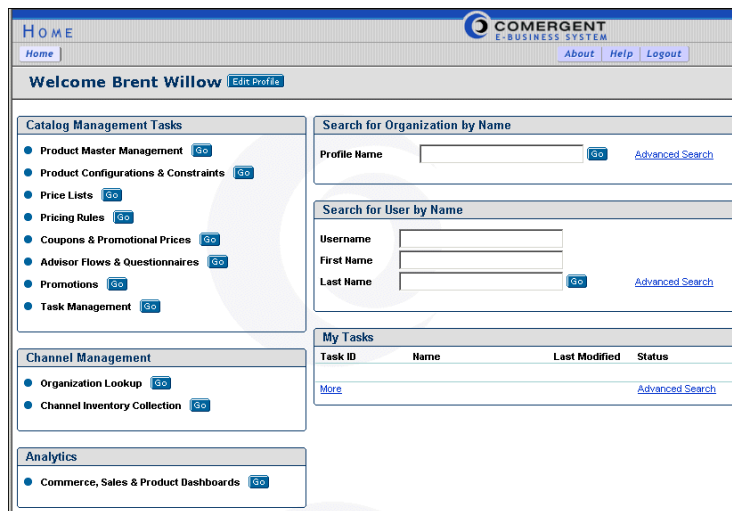 HOME
COMERGENT
E-BUSINESS SYSTEM
Home
About Help Logout
Welcome Brent Willow Edit Profile
Catalog Management Tasks
Product Master Management Go
Product Configurations & Constraints Go
Price Lists Go
Pricing Rules Go
Coupons & Promotional Prices Go
Advisor Flows & Questionnaires Go
Promotions Go
Task Management Go
Channel Management
Organization Lookup Go
Channel Inventory Collection Go
Analytics
Commerce, Sales & Product Dashboards Go
Search for Organization by Name
Profile Name Go Advanced Search
Search for User by Name
Username
First Name
Last Name Go Advanced Search
My Tasks
Task ID Name Last Modified Status
More Advanced Search